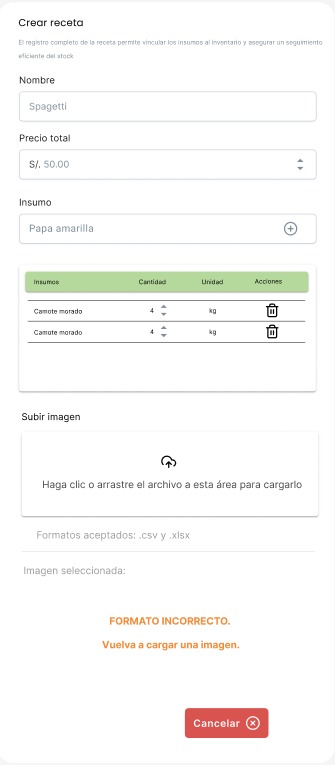 Crear receta
El registro completo de la receta permite vincular los insumos al inventario y asegurar un seguimiento
eficiente del stock
Nombre
Spagetti
Precio total
S/. 50.00
Insumo
Papa amarilla
Insumos Cantidad Unidad Acciones
Camote morado 4 kg
Camote morado 4 kg
Subir imagen
Haga clic o arrastre el archivo a esta área para cargarlo
Formatos aceptados: .csv y .xlsx
Imagen seleccionada:
FORMATO INCORRECTO.
Vuelva a cargar una imagen.
Cancelar